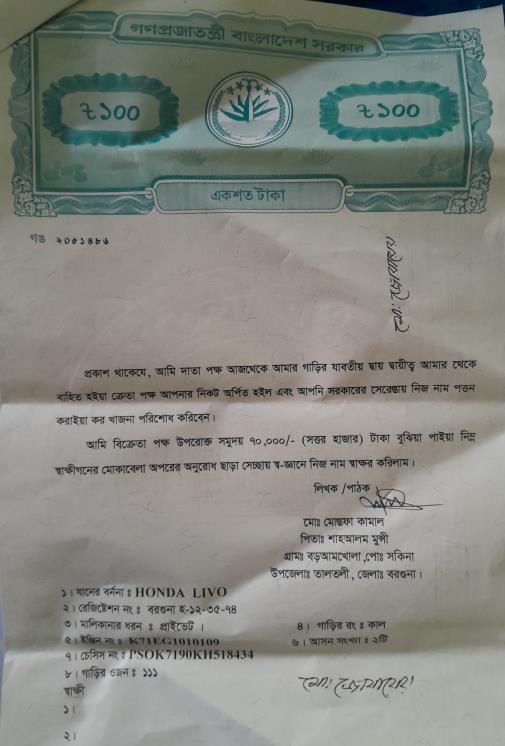 গণপ্রজাতন্ত্রী বাংলাদেশ সরকার
৳১০০ ৳১০০
একশত টাকা
গঙ ২০৫১৪৮৬
প্রকাশ থাকেযে, আমি দাতা পক্ষ আজথেকে আমার গাড়ির যাবতীয় দ্বায় দ্বায়ীত্ব আমার থেকে
বাহিত হইয়া ক্রেতা পক্ষ আপনার নিকট অর্পিত হইল এবং আপনি সরকারের সেরেস্তায় নিজ নাম পত্তন
করাইয়া কর খাজনা পরিশোধ করিবেন।
আমি বিক্রেতা পক্ষ উপরোক্ত সমুদয় ৭০,০০০/- (সত্তর হাজার) টাকা বুঝিয়া পাইয়া নিম্ন
স্বাক্ষীগনের মোকাবেলা অপরের অনুরোধ ছাড়া সেচ্ছায় স্ব-জ্ঞানে নিজ নাম স্বাক্ষর করিলাম।
লিখক /পাঠক
মোঃ মোস্তফা কামাল
পিতাঃ শাহআলম মুন্সী
গ্রামঃ বড়আমখোলা,পোঃ সকিনা
উপজেলাঃ তালতলী, জেলাঃ বরগুনা।
১। যানের বর্ননা ঃ HONDA LIVO
২। রেজিষ্টেশন নং ঃ বরগুনা হ-১২-৩৫-৭৪
৩। মালিকানার ধরন ঃ প্রাইভেট । ৪। গাড়ির রং ঃ কাল
৫। ইঞ্জিন নং ঃ K71EG1010109 ৬। আসন সংখ্যা ঃ ২টি
৭। চেসিস নং ঃ PSOK7190KH518434
৮। গাড়ির ওজন ঃ ১১১
স্বাক্ষী
১।
২।